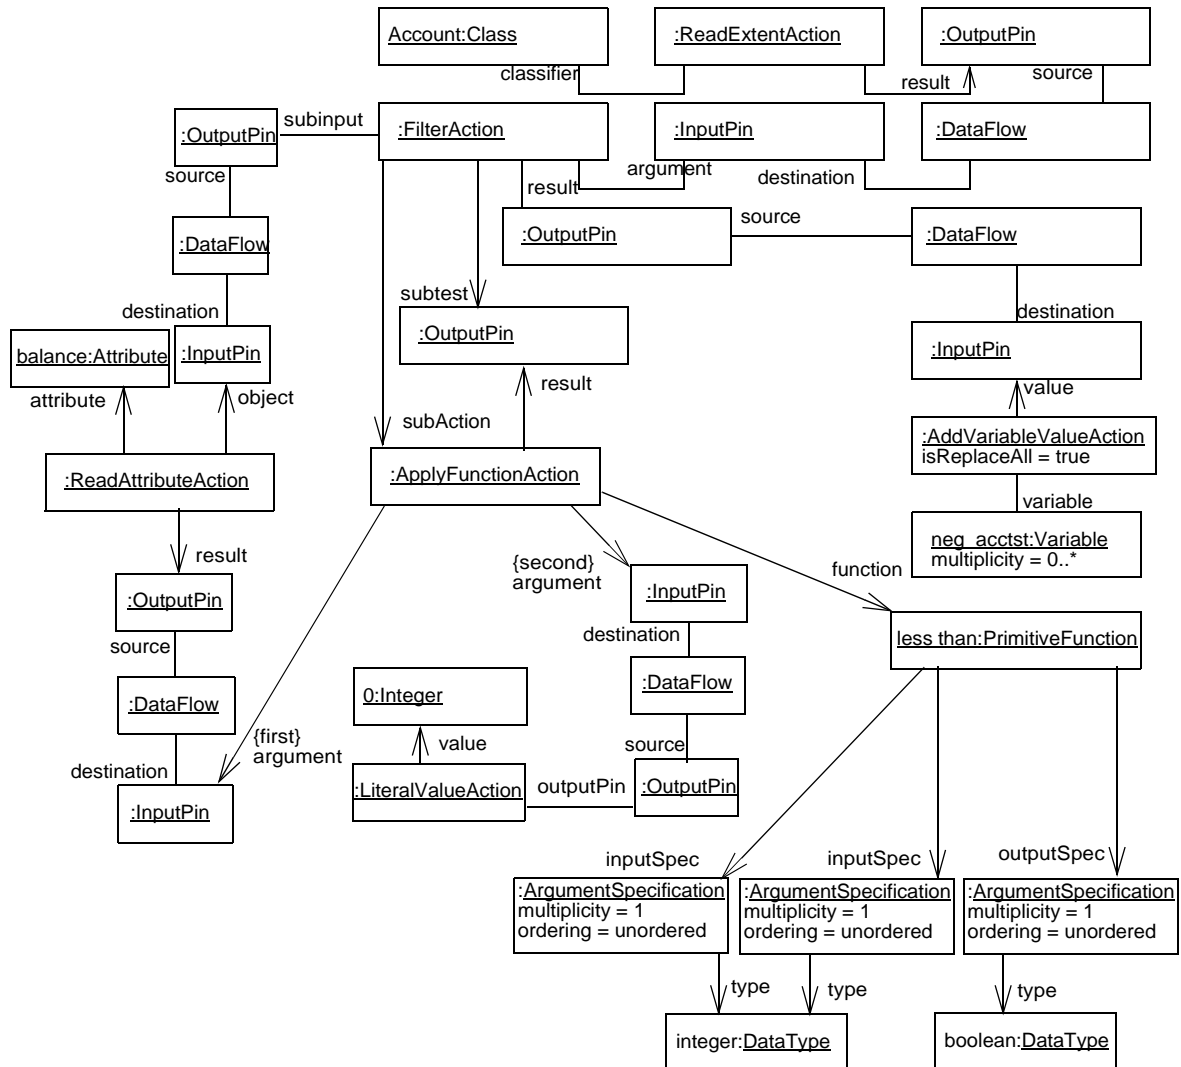 Account:Class
:ReadExtentAction
:OutputPin
classifier
result
source
:OutputPin
subinput
:FilterAction
:InputPin
:DataFlow
source
result
argument
destination
:OutputPin
source
:DataFlow
:DataFlow
destination
subtest
destination
balance:Attribute
:InputPin
:OutputPin
:InputPin
attribute
object
result
value
subAction
:AddVariableValueAction
isReplaceAll = true
:ReadAttributeAction
:ApplyFunctionAction
variable
neg_acctst:Variable
multiplicity = 0..*
result
{second}
argument
function
:OutputPin
:InputPin
source
destination
less than:PrimitiveFunction
:DataFlow
0:Integer
:DataFlow
{first}
argument
value
source
destination
:InputPin
:LiteralValueAction
outputPin
:OutputPin
inputSpec
inputSpec
outputSpec
:ArgumentSpecification
multiplicity = 1
ordering = unordered
:ArgumentSpecification
multiplicity = 1
ordering = unordered
:ArgumentSpecification
multiplicity = 1
ordering = unordered
type
type
type
integer:DataType
boolean:DataType